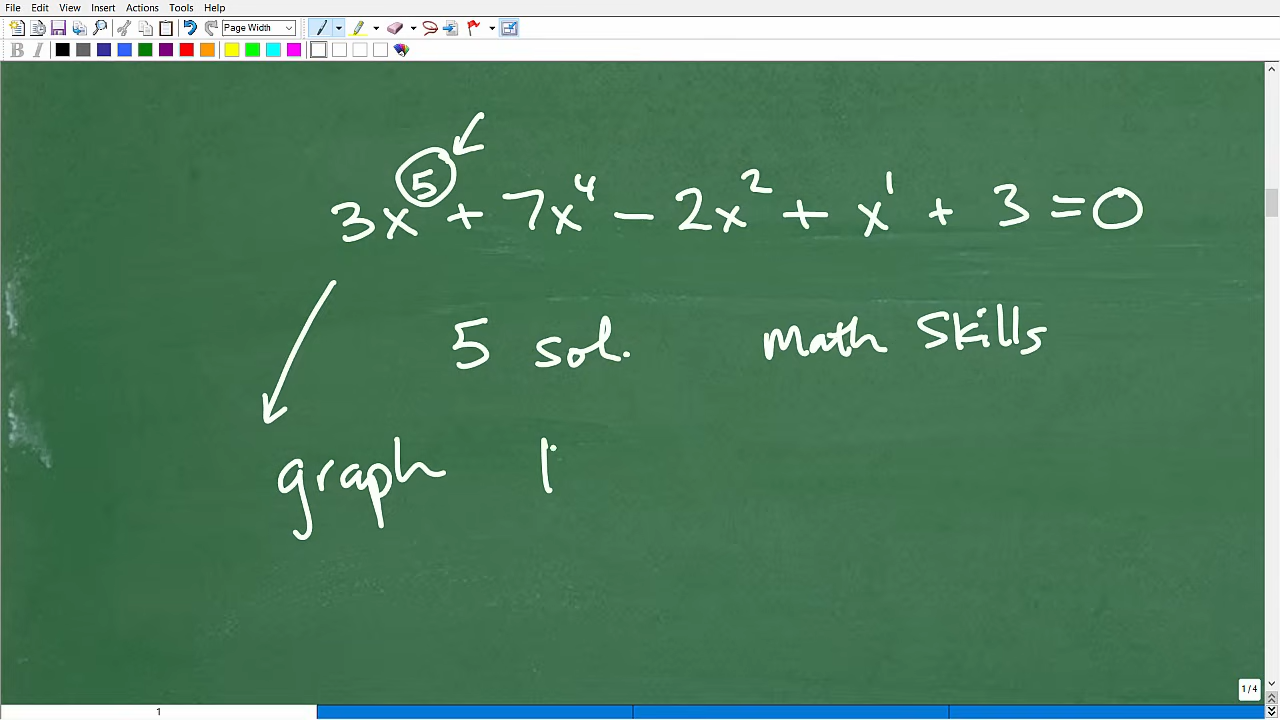 File Edit View Insert Actions Tools Help
Page Width
B I
3x⁵ + 7x⁴ − 2x² + x¹ + 3 = 0
5 sol. math Skills
graph
1/4
1